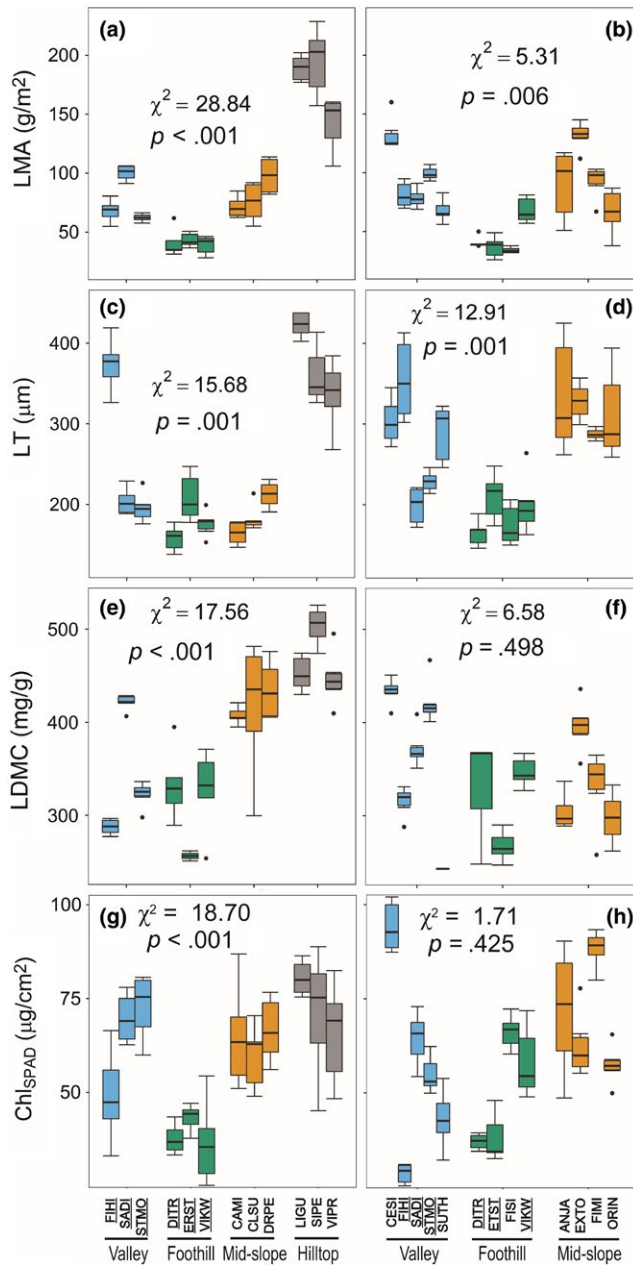 (a)
χ² = 28.84
p < .001
(b)
χ² = 5.31
p = .006
LMA (g/m2)
200
150
100
50
(c)
χ² = 15.68
p = .001
(d)
χ² = 12.91
p = .001
LT (µm)
400
300
200
(e)
χ² = 17.56
p < .001
(f)
χ² = 6.58
p = .498
LDMC (mg/g)
500
400
300
(g)
χ² = 18.70
p < .001
(h)
χ² = 1.71
p = .425
ChlSPAD (µg/cm2)
100
75
50
FIHI SADI STMO DITR ERST VIKW CAMI CLSU DRPE LIGU SIPE VIPR CESI FIHI SADI STMO SUTH DITR ETST FISI VIKW ANJA EXTO FIMI ORIN
Valley Foothill Mid-slope Hilltop Valley Foothill Mid-slope